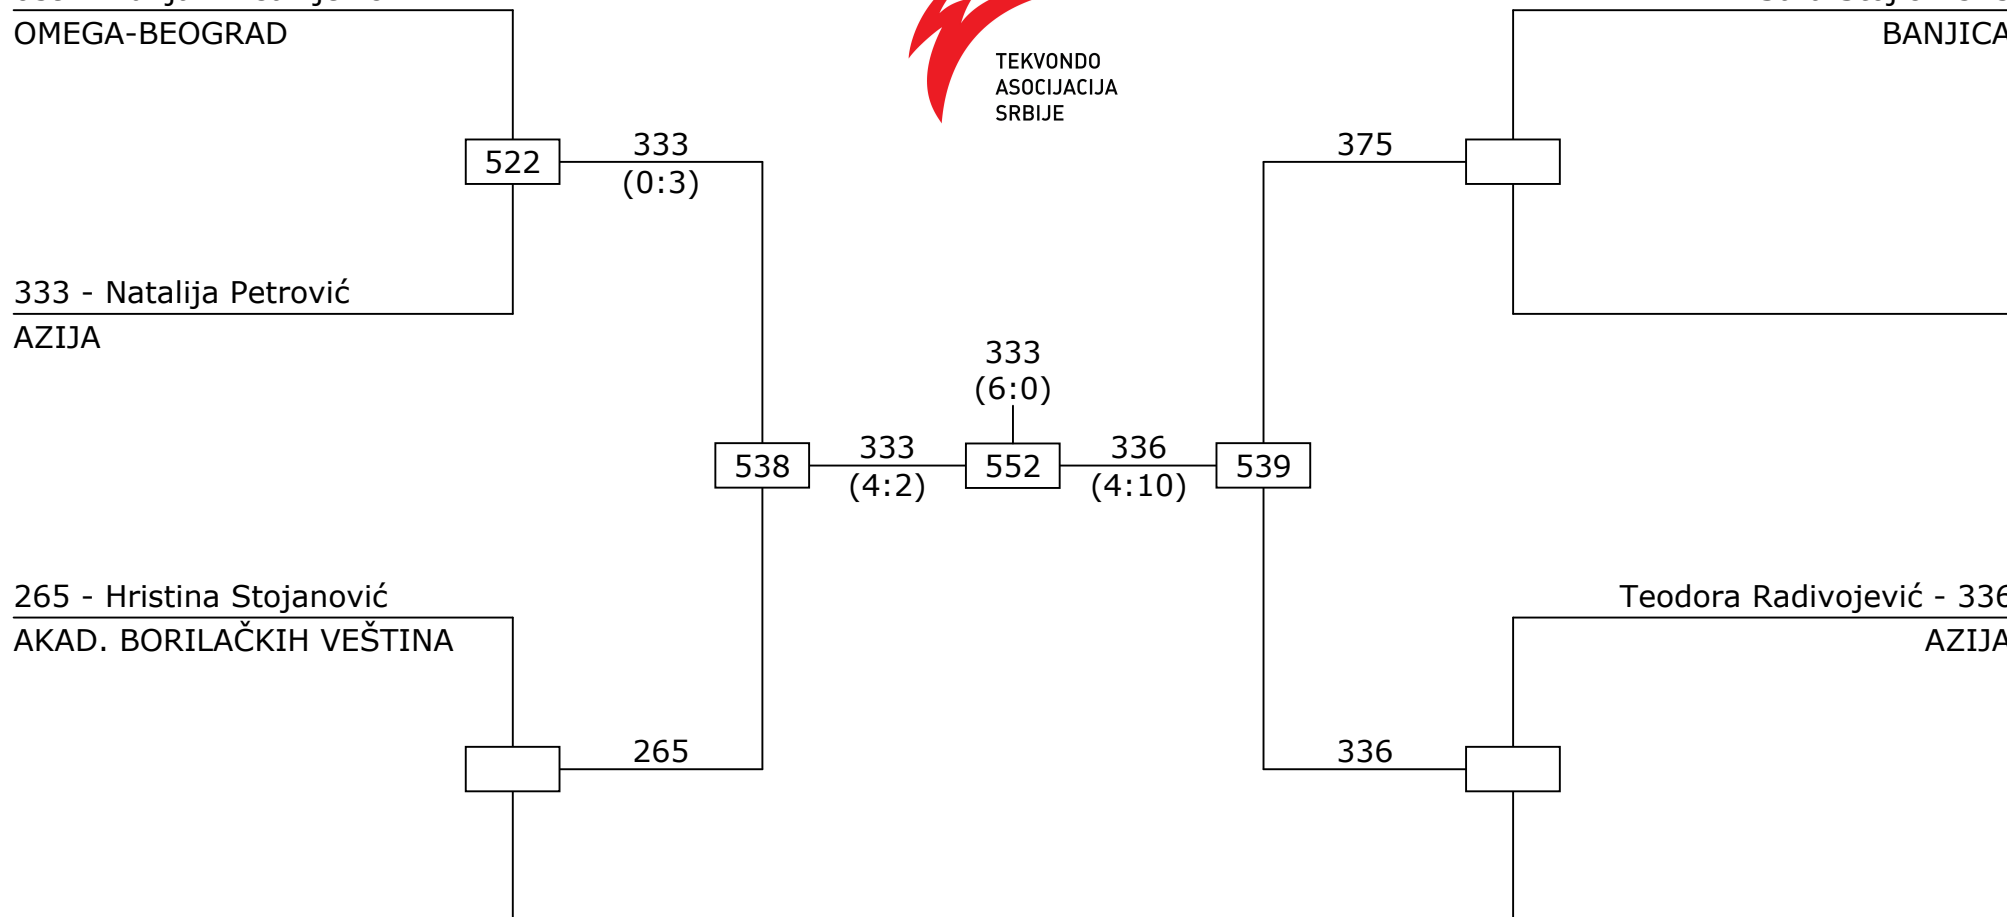 OMEGA-BEOGRAD
BANJICA
TEKVONDO
ASOCIJACIJA
SRBIJE
522
333
(0:3)
375
333 - Natalija Petrović
AZIJA
333
(6:0)
538
333
(4:2)
552
336
(4:10)
539
265 - Hristina Stojanović
AKAD. BORILAČKIH VEŠTINA
Teodora Radivojević - 336
AZIJA
265
336